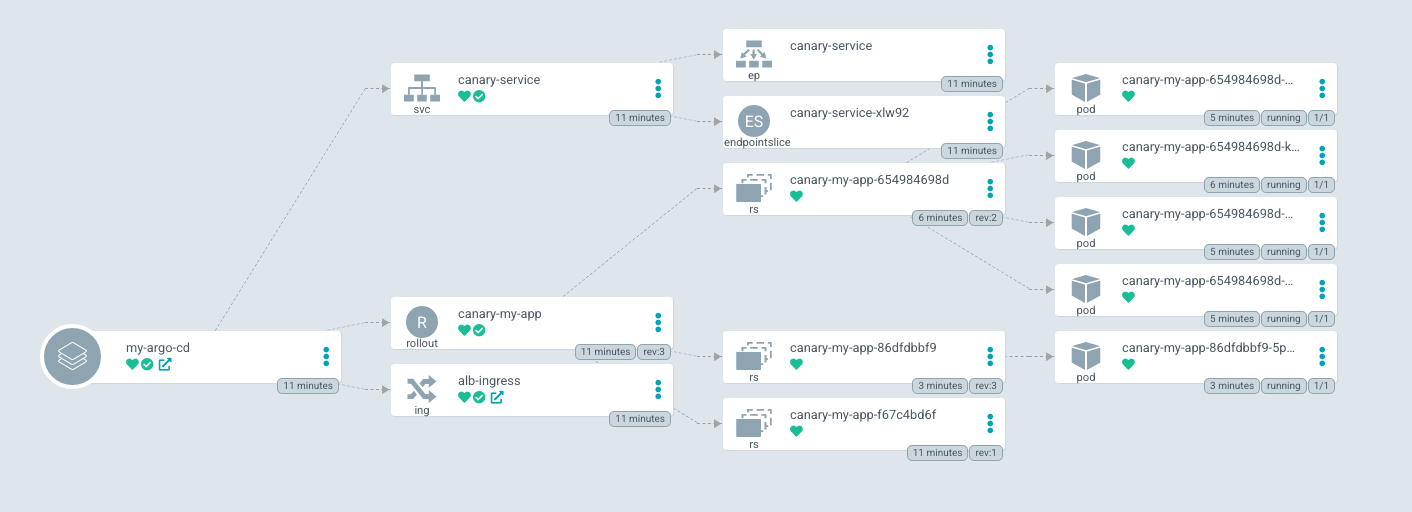 my-argo-cd
11 minutes
canary-service
svc
11 minutes
canary-my-app
R
rollout
11 minutes rev:3
alb-ingress
ing
11 minutes
canary-service
ep
11 minutes
ES
canary-service-xlw92
endpointslice
11 minutes
canary-my-app-654984698d
rs
6 minutes rev:2
canary-my-app-86dfdbbf9
rs
3 minutes rev:3
canary-my-app-f67c4bd6f
rs
11 minutes rev:1
canary-my-app-654984698d-...
pod
5 minutes running 1/1
canary-my-app-654984698d-k...
pod
6 minutes running 1/1
canary-my-app-654984698d-...
pod
5 minutes running 1/1
canary-my-app-654984698d-...
pod
5 minutes running 1/1
canary-my-app-86dfdbbf9-5p...
pod
3 minutes running 1/1